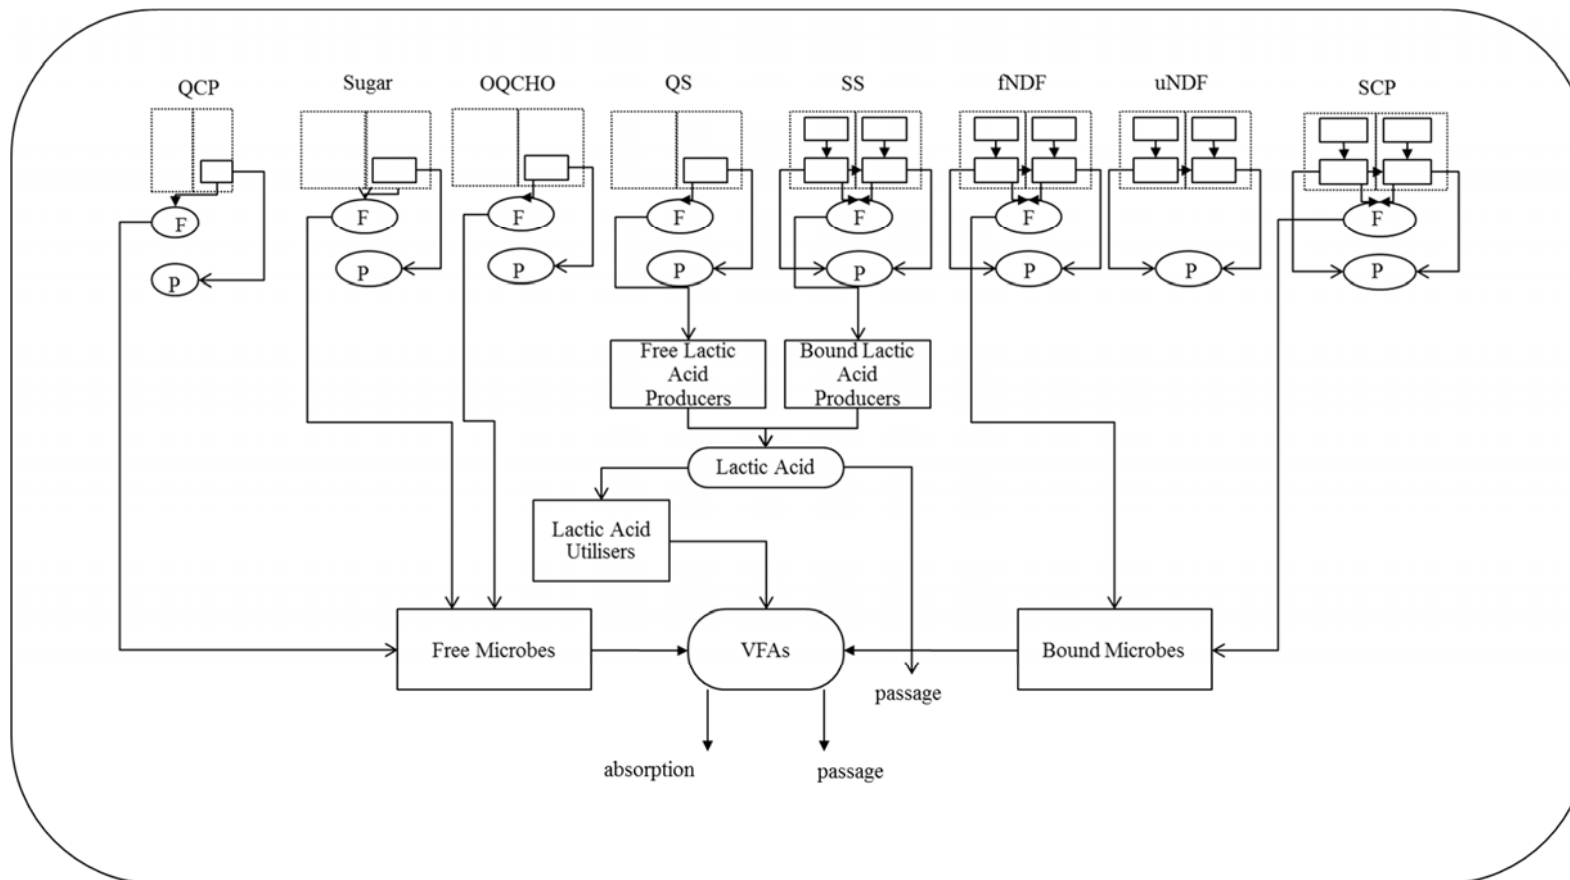 QCP
Sugar
OQCHO
QS
SS
fNDF
uNDF
SCP
F
F
F
F
F
F
F
P
P
P
P
P
P
P
P
Free Lactic
Acid
Producers
Bound Lactic
Acid
Producers
Lactic Acid
Lactic Acid
Utilisers
Free Microbes
VFAs
Bound Microbes
passage
absorption
passage